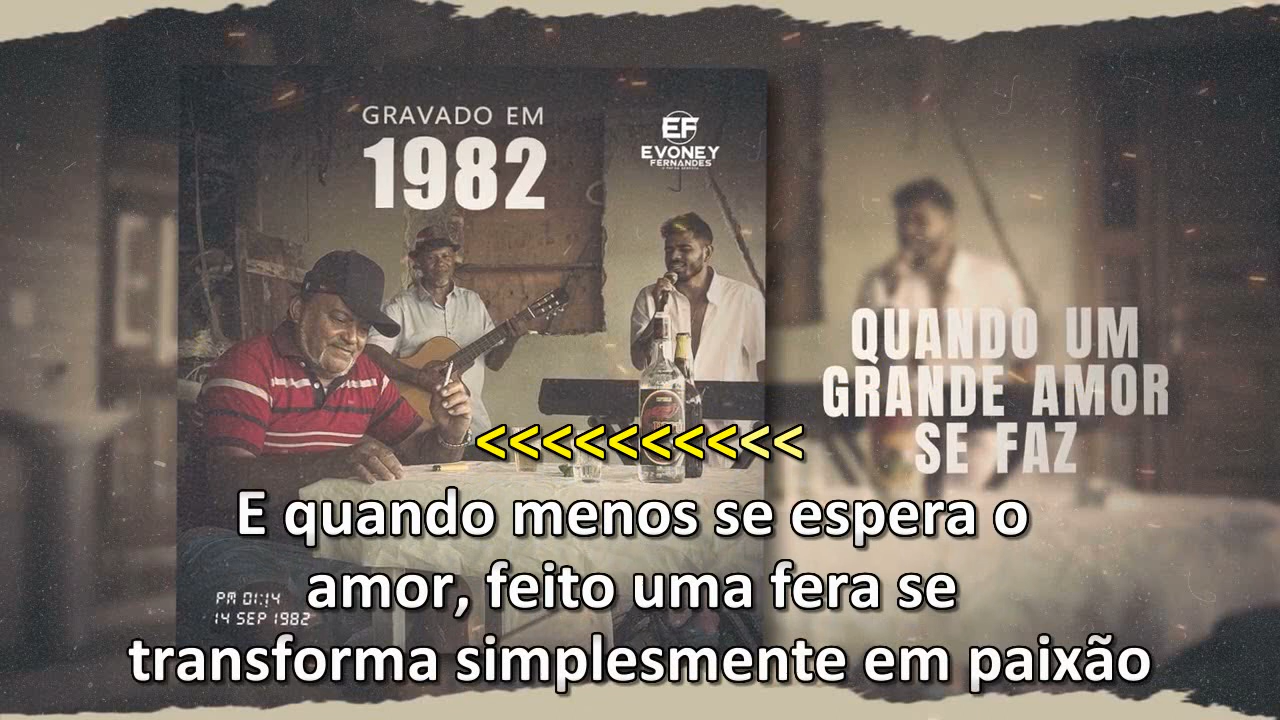 GRAVADO EM
1982
EF
EVONEY
FERNANDES
QUANDO UM
GRANDE AMOR
SE FAZ
<<<<<<<<<<
E quando menos se espera o
amor, feito uma fera se
transforma simplesmente em paixão
PM 01:14
14 SEP 1982